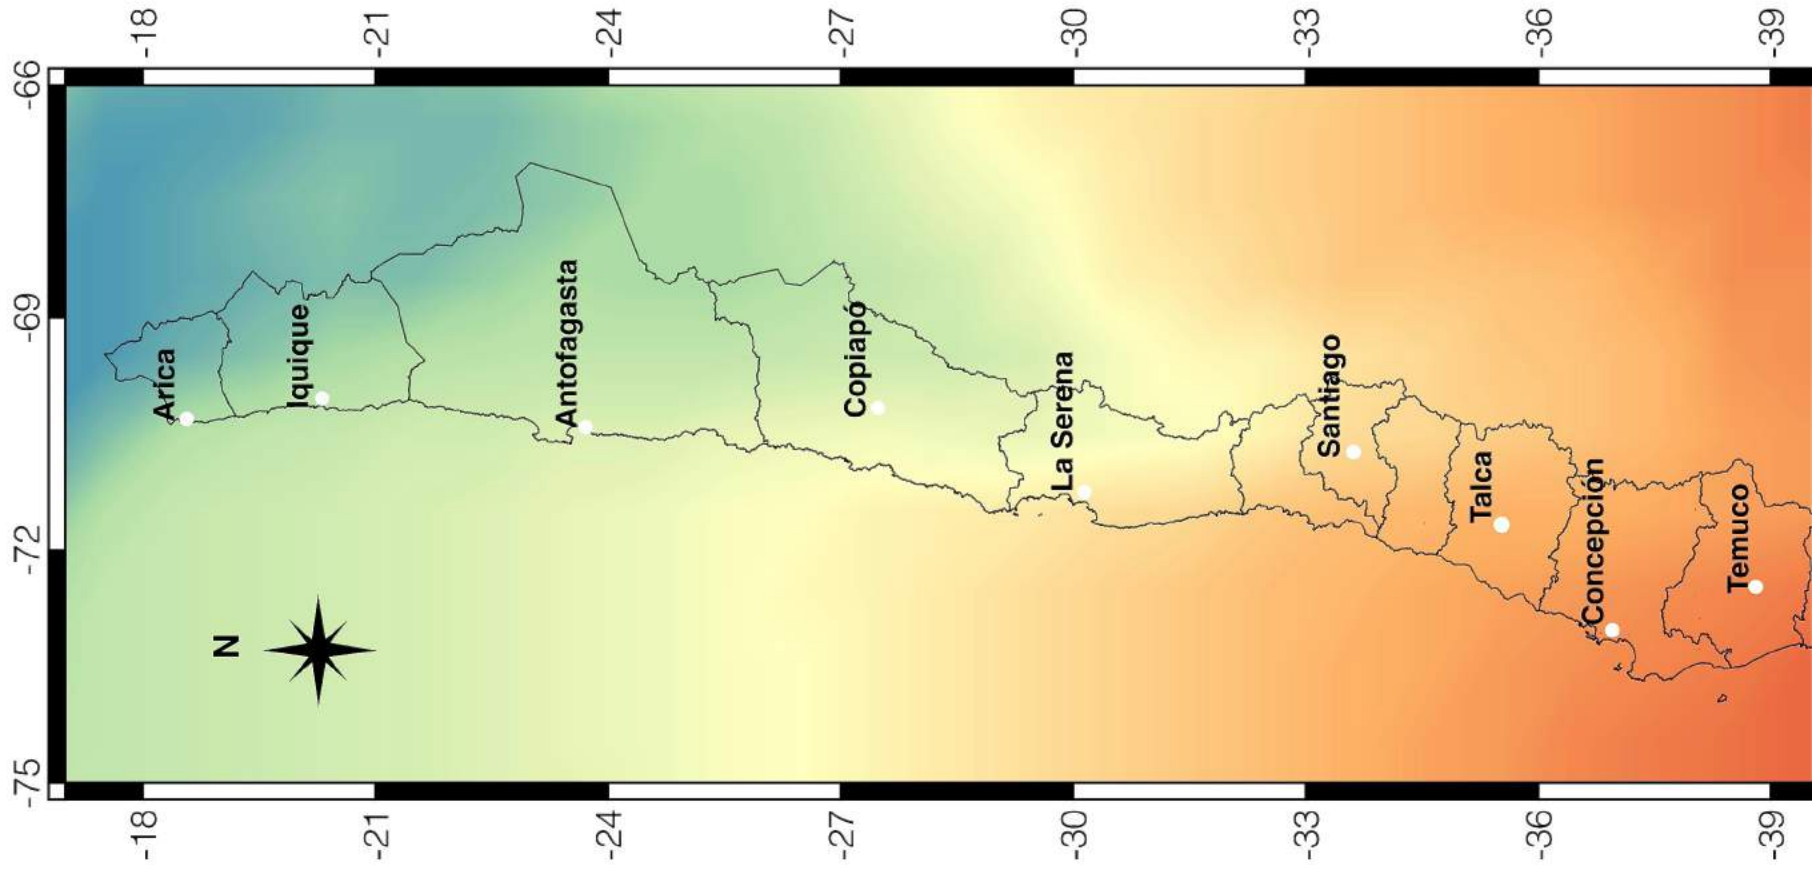 -18
-21
-24
-27
-30
-33
-36
-39
-66
-69
-72
-75
Arica
Iquique
Antofagasta
Copiapó
La Serena
Santiago
Talca
Concepción
Temuco
N
-18
-21
-24
-27
-30
-33
-36
-39